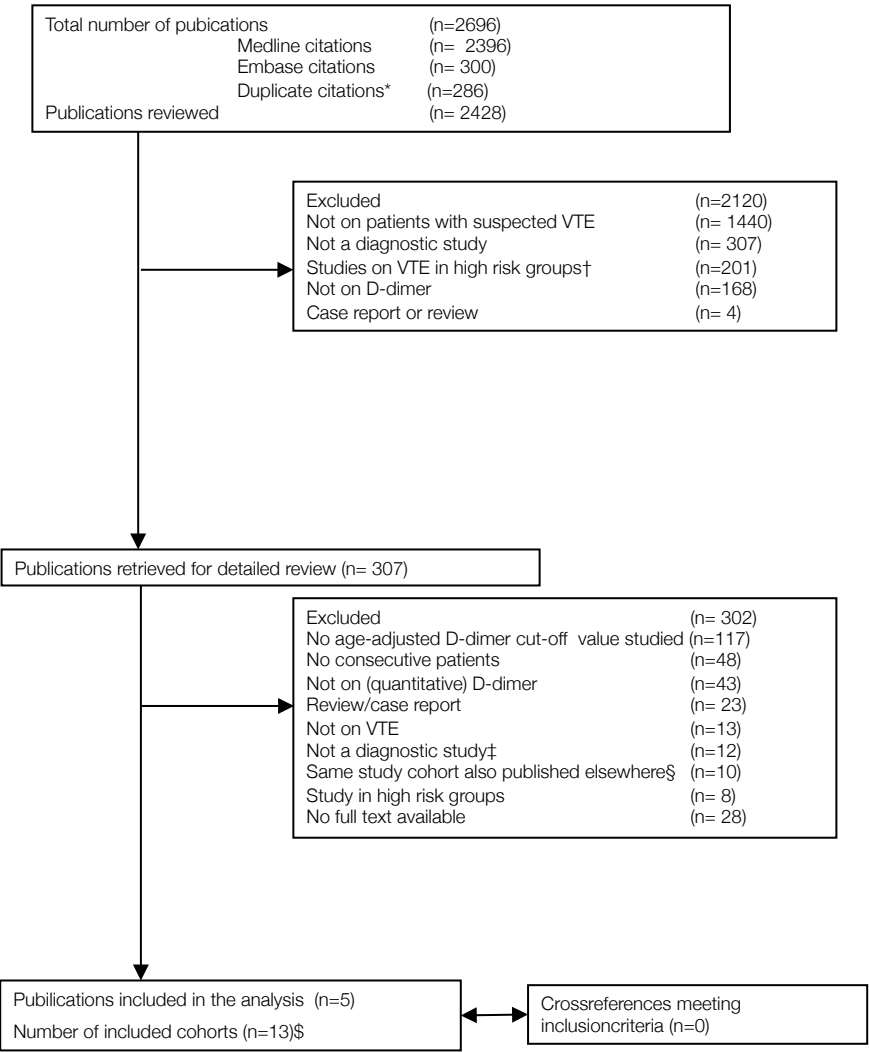 Total number of pubications (n=2696)
Medline citations (n= 2396)
Embase citations (n= 300)
Duplicate citations* (n=286)
Publications reviewed (n= 2428)
Excluded (n=2120)
Not on patients with suspected VTE (n= 1440)
Not a diagnostic study (n= 307)
Studies on VTE in high risk groups† (n=201)
Not on D-dimer (n=168)
Case report or review (n= 4)
Publications retrieved for detailed review (n= 307)
Excluded (n= 302)
No age-adjusted D-dimer cut-off value studied (n=117)
No consecutive patients (n=48)
Not on (quantitative) D-dimer (n=43)
Review/case report (n= 23)
Not on VTE (n=13)
Not a diagnostic study‡ (n=12)
Same study cohort also published elsewhere§ (n=10)
Study in high risk groups (n= 8)
No full text available (n= 28)
Pubilications included in the analysis (n=5)
Number of included cohorts (n=13)$
Crossreferences meeting
inclusioncriteria (n=0)